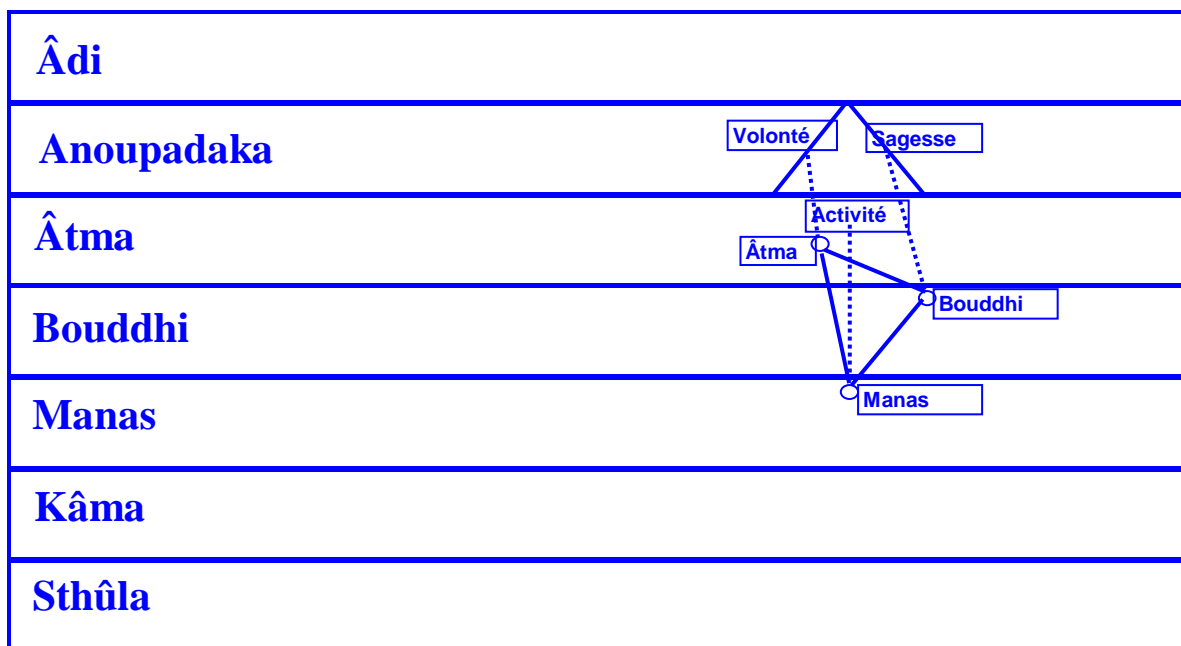 Âdi
Anoupadaka
Volonté
Sagesse
Âtma
Activité
Âtma
Bouddhi
Bouddhi
Manas
Manas
Kâma
Sthûla